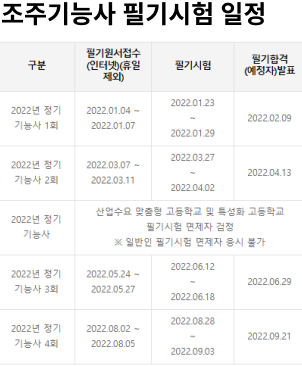 조주기능사 필기시험 일정
구분
필기원서접수
(인터넷)(휴일
제외)
필기시험
필기합격
(예정자)발표
2022년 정기
기능사 1회
2022.01.04 ~
2022.01.07
2022.01.23
~
2022.01.29
2022.02.09
2022년 정기
기능사 2회
2022.03.07 ~
2022.03.11
2022.03.27
~
2022.04.02
2022.04.13
2022년 정기
기능사
산업수요 맞춤형 고등학교 및 특성화 고등학교
필기시험 면제자 검정
※ 일반인 필기시험 면제자 응시 불가
2022년 정기
기능사 3회
2022.05.24 ~
2022.05.27
2022.06.12
~
2022.06.18
2022.06.29
2022년 정기
기능사 4회
2022.08.02 ~
2022.08.05
2022.08.28
~
2022.09.03
2022.09.21